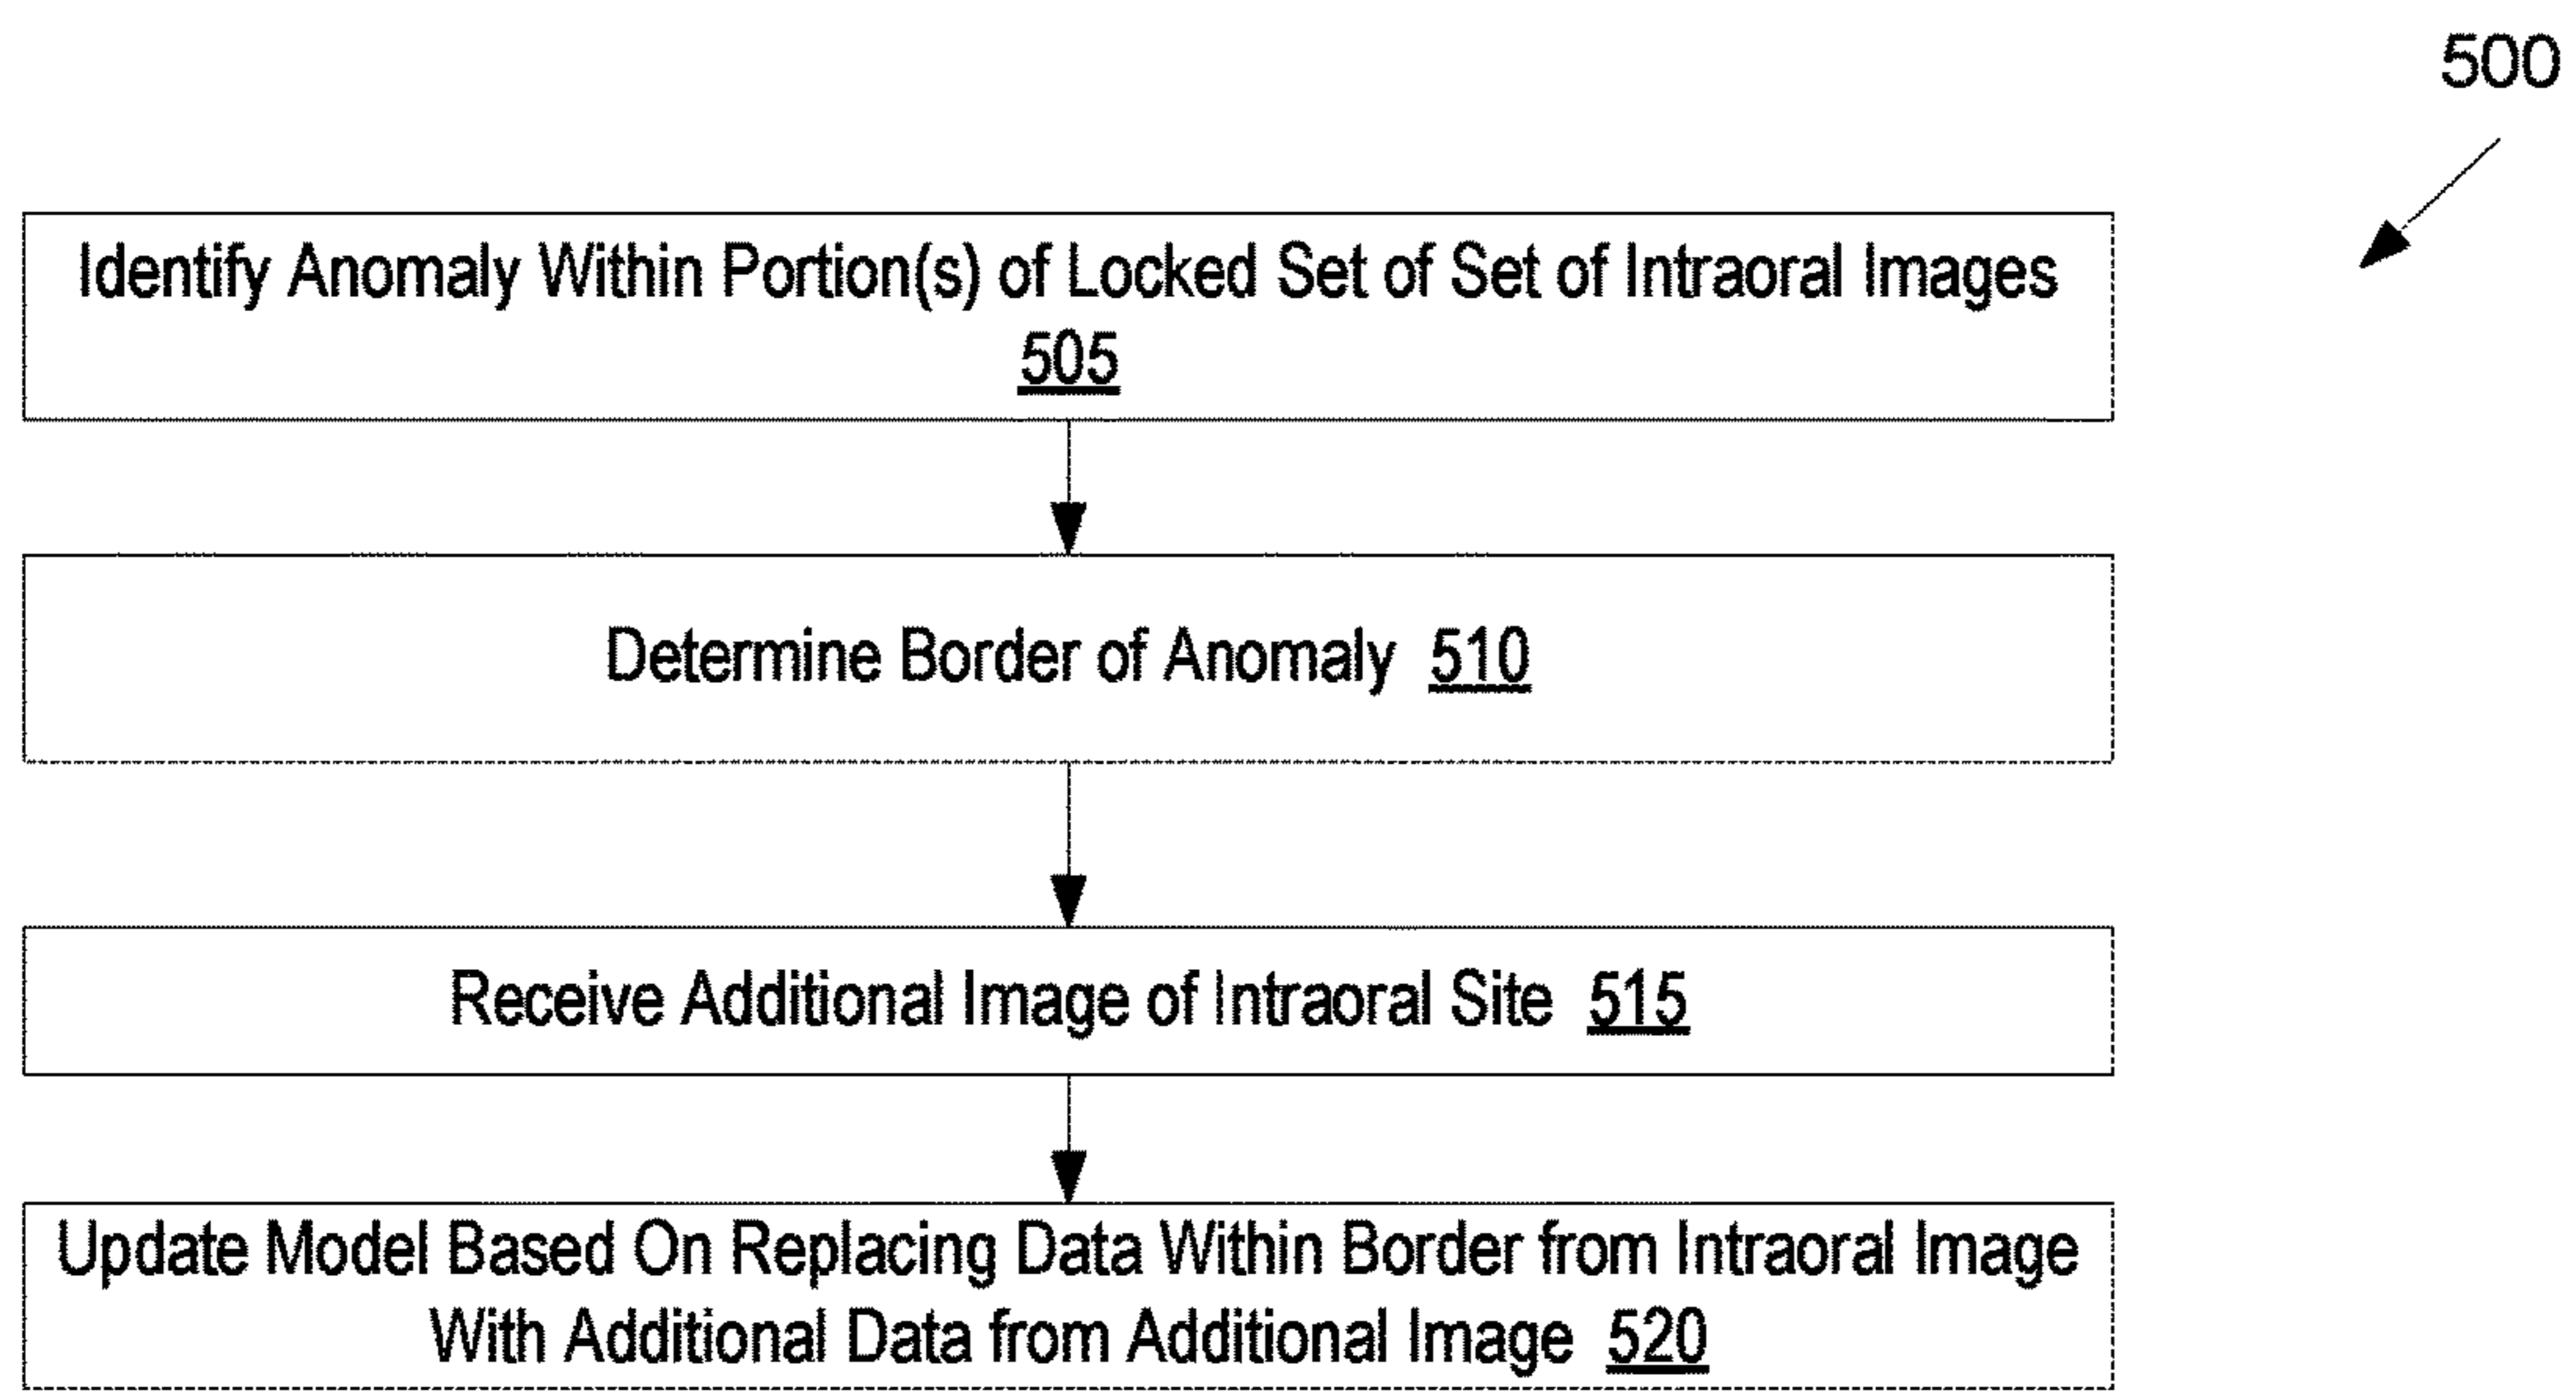 500
Identify Anomaly Within Portion(s) of Locked Set of Set of Intraoral Images
505
Determine Border of Anomaly 510
Receive Additional Image of Intraoral Site 515
Update Model Based On Replacing Data Within Border from Intraoral Image
With Additional Data from Additional Image 520